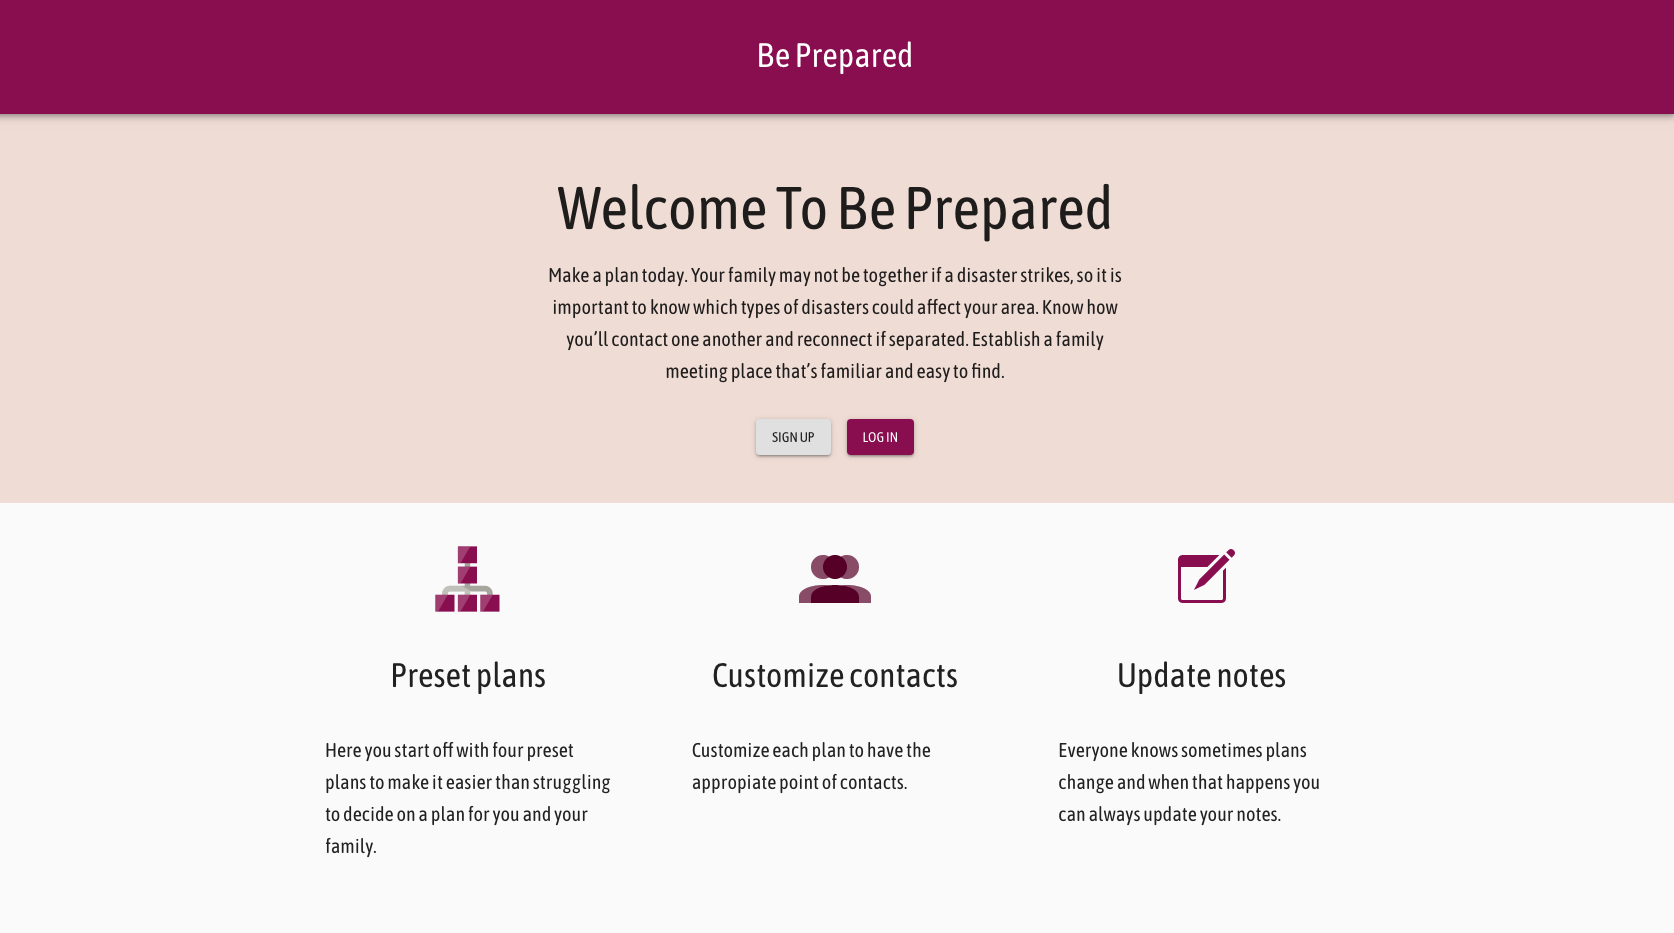 Be Prepared
Welcome To Be Prepared
Make a plan today. Your family may not be together if a disaster strikes, so it is
important to know which types of disasters could affect your area. Know how
you’ll contact one another and reconnect if separated. Establish a family
meeting place that’s familiar and easy to find.
SIGN UP
LOG IN
Preset plans
Here you start off with four preset
plans to make it easier than struggling
to decide on a plan for you and your
family.
Customize contacts
Customize each plan to have the
appropiate point of contacts.
Update notes
Everyone knows sometimes plans
change and when that happens you
can always update your notes.